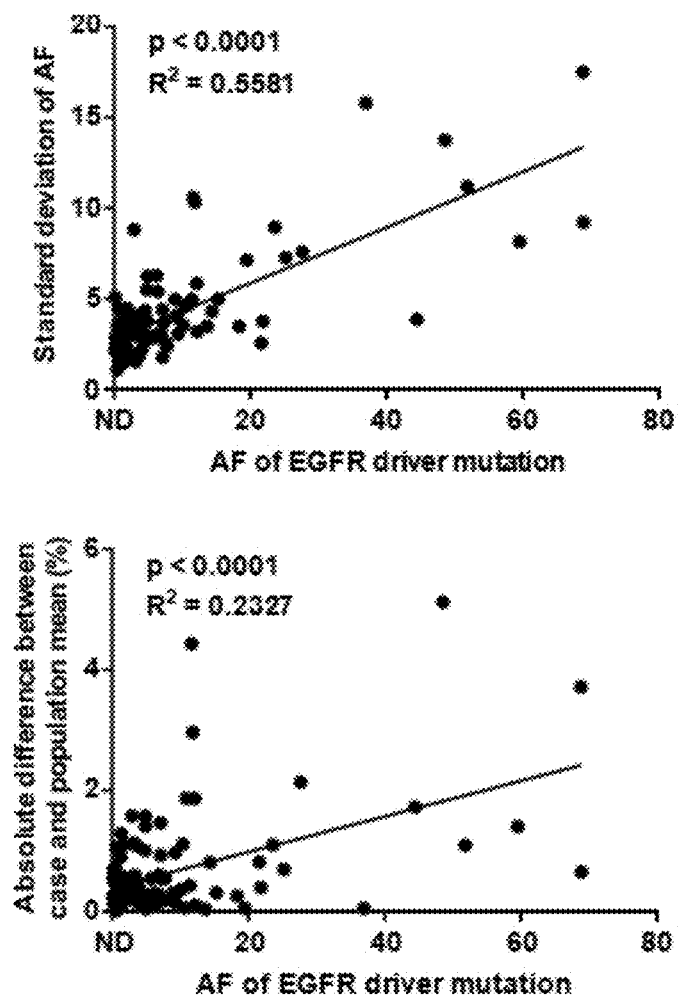 20
p < 0.0001
R² = 0.5581
15
10
5
0
Standard deviation of AF
ND 20 40 60 80
AF of EGFR driver mutation
6
p < 0.0001
R² = 0.2327
4
2
0
Absolute difference between
case and population mean (%)
ND 20 40 60 80
AF of EGFR driver mutation